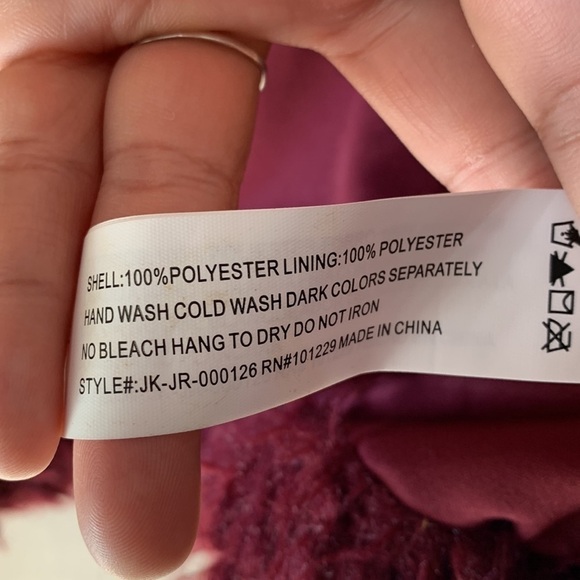 SHELL:100%POLYESTER LINING:100% POLYESTER
HAND WASH COLD WASH DARK COLORS SEPARATELY
NO BLEACH HANG TO DRY DO NOT IRON
STYLE#:JK-JR-000126 RN#101229 MADE IN CHINA